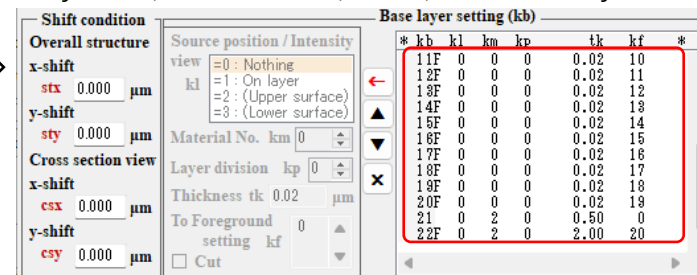 Shift condition
Overall structure
x-shift
stx 0.000 μm
y-shift
sty 0.000 μm
Cross section view
x-shift
csx 0.000 μm
y-shift
csy 0.000 μm
Source position / Intensity
view
kl
=0 : Nothing
=1 : On layer
=2 : (Upper surface)
=3 : (Lower surface)
Material No. km 0
Layer division kp 0
Thickness tk 0.02 μm
To Foreground
setting kf 0
Cut
Base layer setting (kb)
* kb kl km kp tk kf *
11F 0 0 0 0.02 10
12F 0 0 0 0.02 11
13F 0 0 0 0.02 12
14F 0 0 0 0.02 13
15F 0 0 0 0.02 14
16F 0 0 0 0.02 15
17F 0 0 0 0.02 16
18F 0 0 0 0.02 17
19F 0 0 0 0.02 18
20F 0 0 0 0.02 19
21 0 2 0 0.50 0
22F 0 2 0 2.00 20